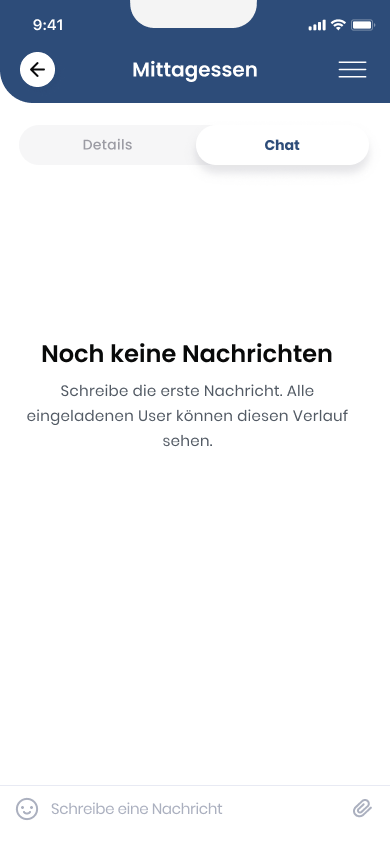 9:41
Mittagessen
Details
Chat
Noch keine Nachrichten
Schreibe die erste Nachricht. Alle
eingeladenen User können diesen Verlauf
sehen.
Schreibe eine Nachricht